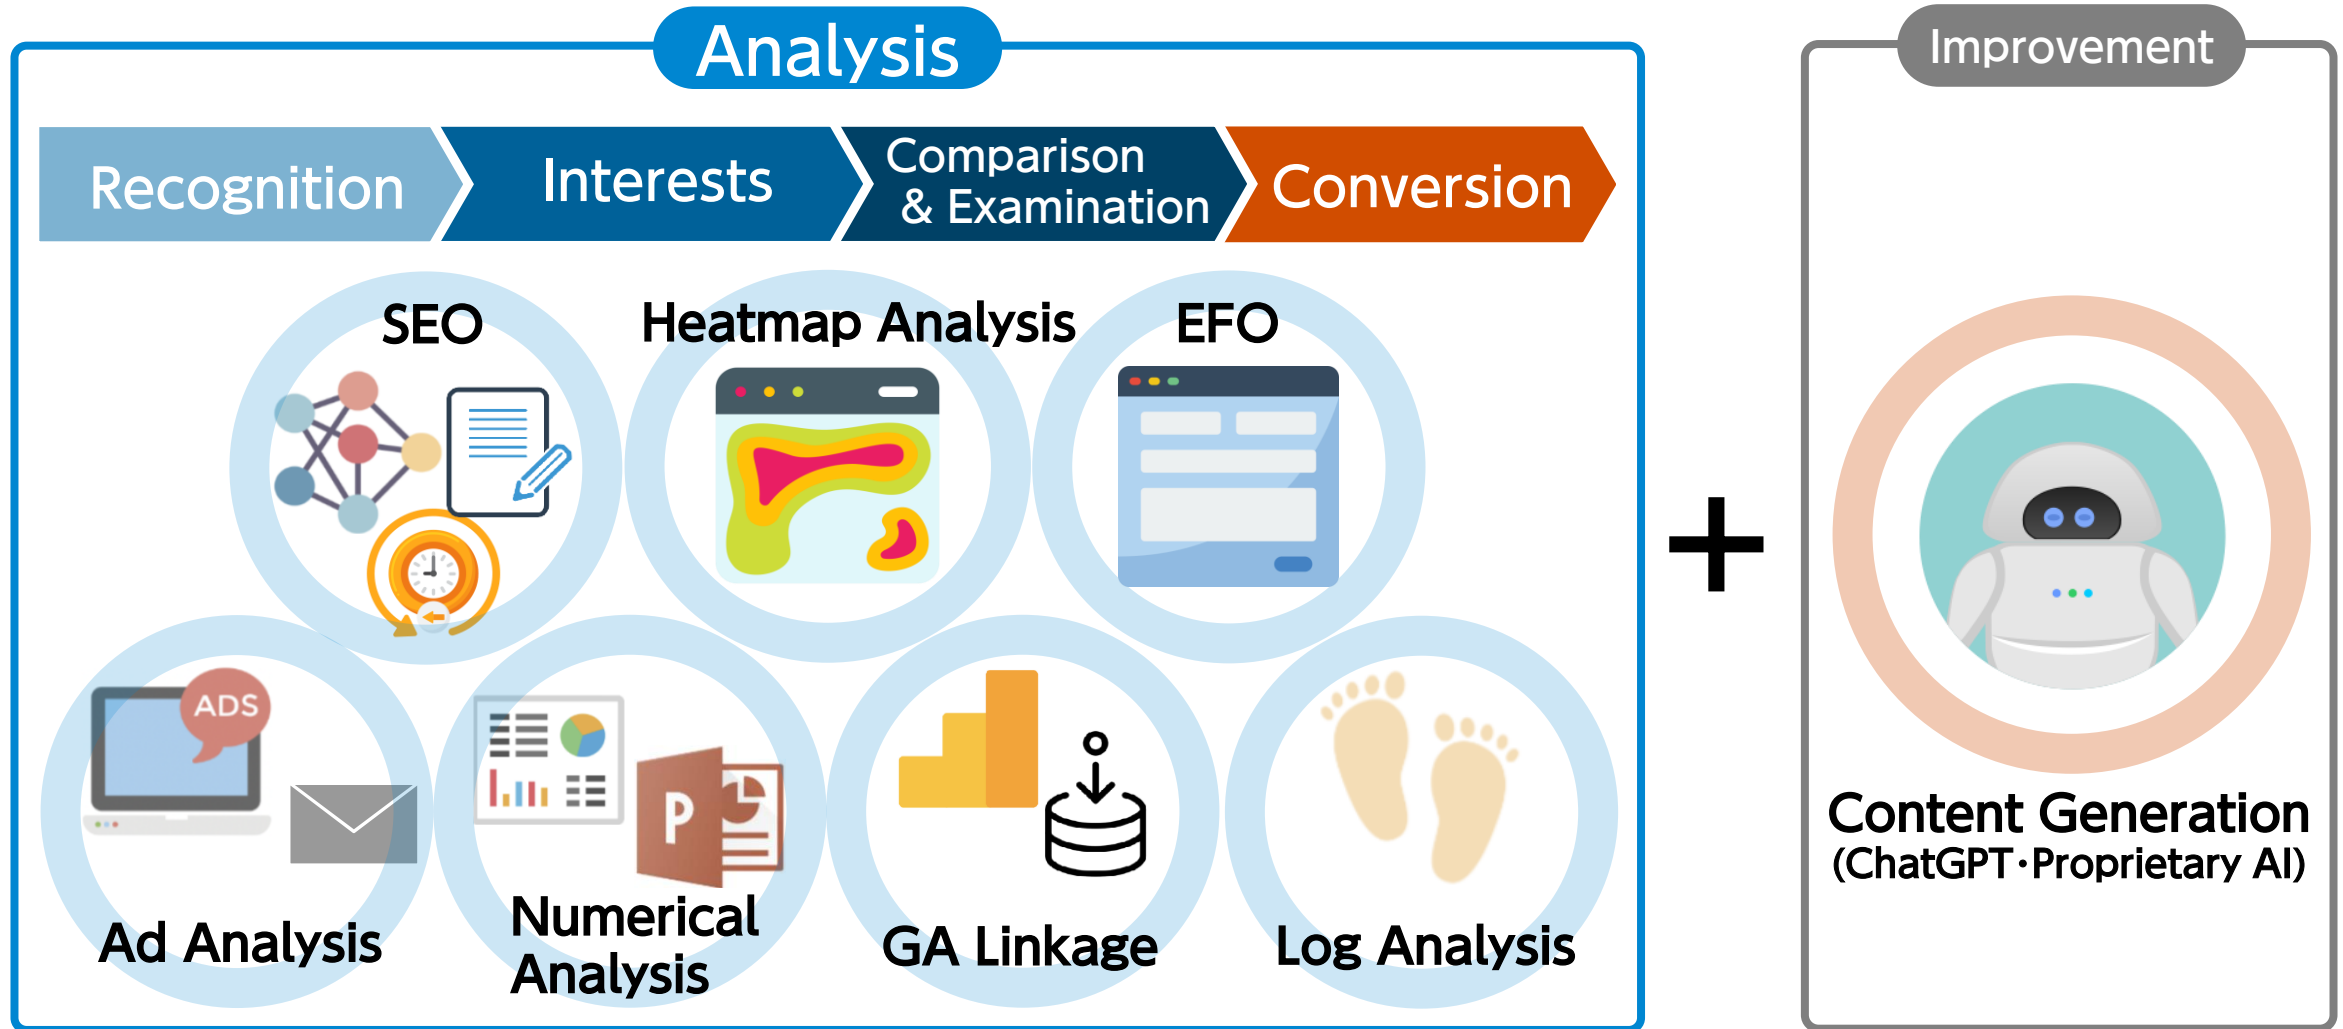 Analysis
Improvement
Recognition
Interests
Comparison
& Examination
Conversion
SEO
Heatmap Analysis
EFO
ADS
P
Ad Analysis
Numerical
Analysis
GA Linkage
Log Analysis
+
Content Generation
(ChatGPT･Proprietary AI)